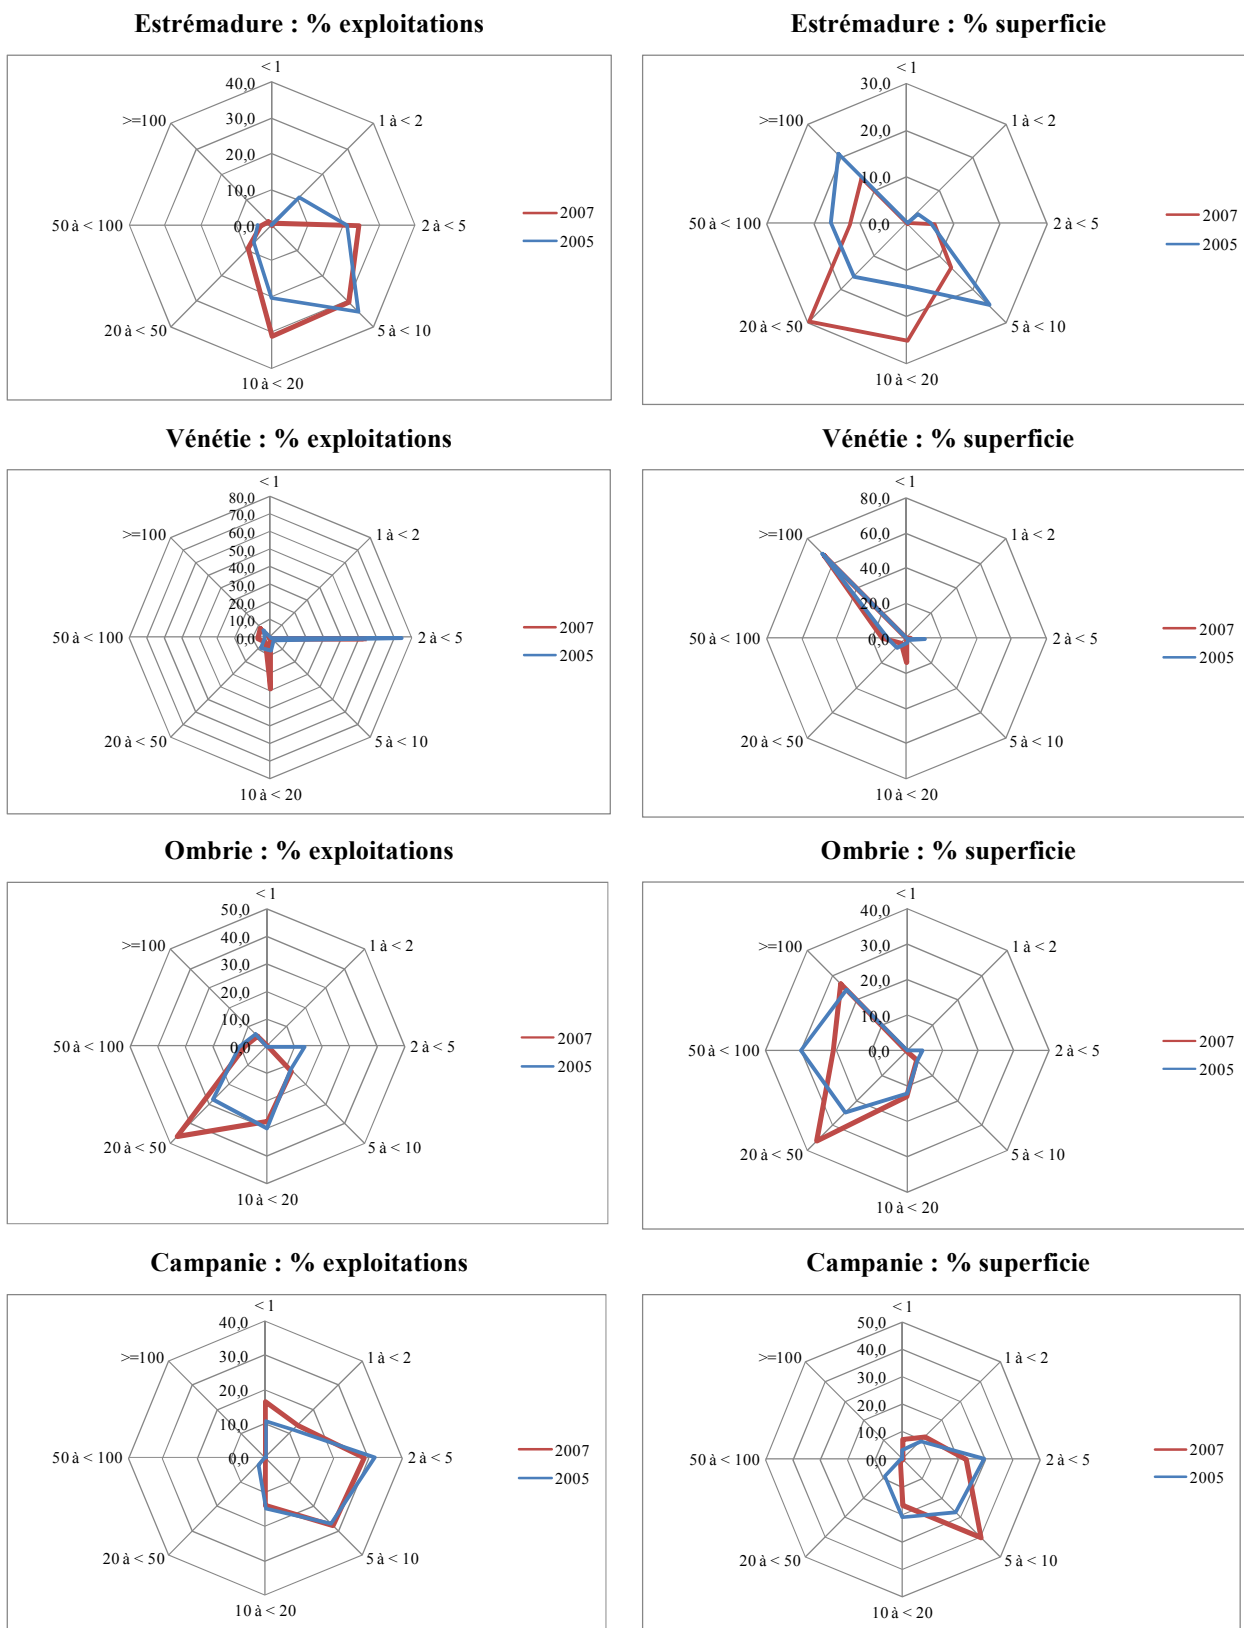 Estrémadure : % exploitations
< 1
40,0
30,0
20,0
10,0
0,0
1 à < 2
2 à < 5
5 à < 10
10 à < 20
20 à < 50
50 à < 100
>=100
2007
2005
Estrémadure : % superficie
< 1
30,0
20,0
10,0
0,0
1 à < 2
2 à < 5
5 à < 10
10 à < 20
20 à < 50
50 à < 100
>=100
2007
2005
Vénétie : % exploitations
< 1
80,0
70,0
60,0
50,0
40,0
30,0
20,0
10,0
0,0
1 à < 2
2 à < 5
5 à < 10
10 à < 20
20 à < 50
50 à < 100
>=100
2007
2005
Vénétie : % superficie
< 1
80,0
60,0
40,0
20,0
0,0
1 à < 2
2 à < 5
5 à < 10
10 à < 20
20 à < 50
50 à < 100
>=100
2007
2005
Ombrie : % exploitations
< 1
50,0
40,0
30,0
20,0
10,0
0,0
1 à < 2
2 à < 5
5 à < 10
10 à < 20
20 à < 50
50 à < 100
>=100
2007
2005
Ombrie : % superficie
< 1
40,0
30,0
20,0
10,0
0,0
1 à < 2
2 à < 5
5 à < 10
10 à < 20
20 à < 50
50 à < 100
>=100
2007
2005
Campanie : % exploitations
< 1
40,0
30,0
20,0
10,0
0,0
1 à < 2
2 à < 5
5 à < 10
10 à < 20
20 à < 50
50 à < 100
>=100
2007
2005
Campanie : % superficie
< 1
50,0
40,0
30,0
20,0
10,0
0,0
1 à < 2
2 à < 5
5 à < 10
10 à < 20
20 à < 50
50 à < 100
>=100
2007
2005